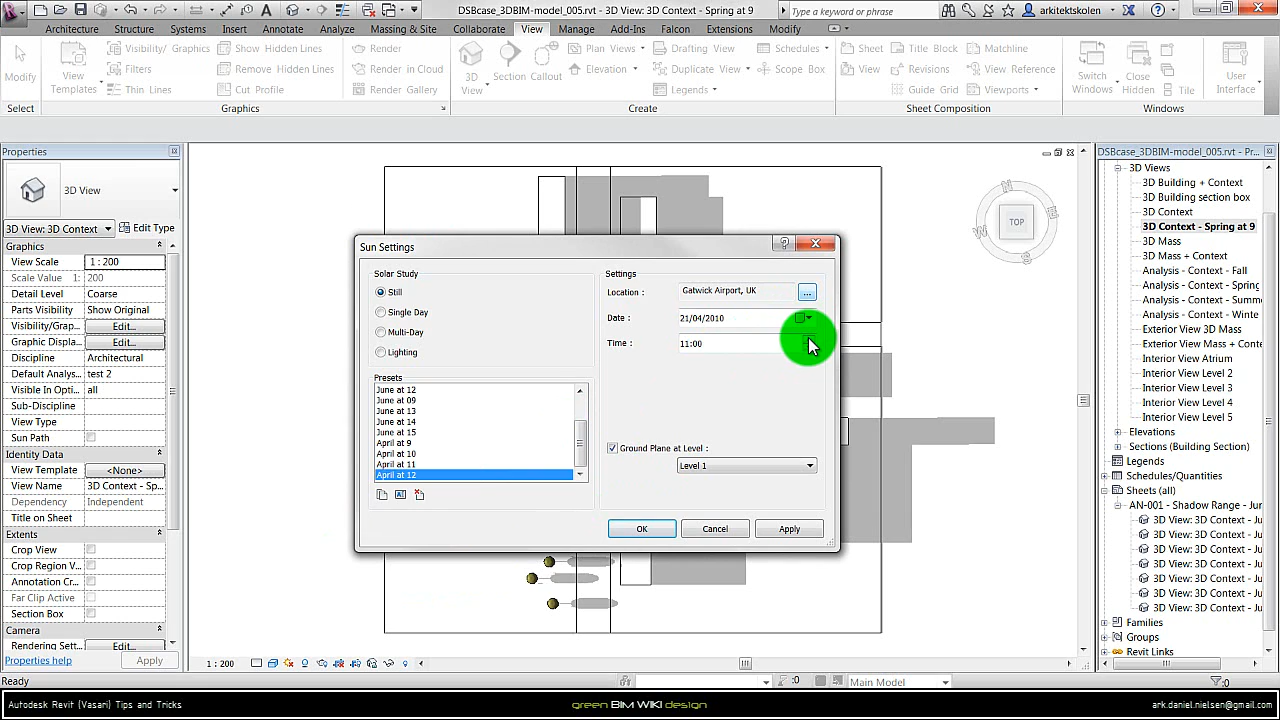 DSBcase_3DBIM-model_005.rvt - 3D View: 3D Context - Spring at 9
Type a keyword or phrase
arkitektskolen
Architecture Structure Systems Insert Annotate Analyze Massing & Site Collaborate View Manage Add-Ins Falcon Extensions Modify
Modify
View Templates
Visibility/ Graphics
Filters
Thin Lines
Show Hidden Lines
Remove Hidden Lines
Cut Profile
Render
Render in Cloud
Render Gallery
3D View
Section
Callout
Plan Views
Elevation
Drafting View
Duplicate View
Legends
Schedules
Scope Box
Sheet
View
Title Block
Revisions
Guide Grid
Matchline
View Reference
Viewports
Switch Windows
Close Hidden
Tile
User Interface
Select Graphics Create Sheet Composition Windows
Properties
3D View
3D View: 3D Context
Edit Type
Graphics
View Scale 1 : 200
Scale Value 1: 200
Detail Level Coarse
Parts Visibility Show Original
Visibility/Grap... Edit...
Graphic Displa... Edit...
Discipline Architectural
Default Analys... test 2
Visible In Opti... all
Sub-Discipline
View Type
Sun Path
Identity Data
View Template <None>
View Name 3D Context - Sp...
Dependency Independent
Title on Sheet
Extents
Crop View
Crop Region V...
Annotation Cr...
Far Clip Active
Section Box
Camera
Rendering Sett... Edit...
Properties help
Apply
Sun Settings
Solar Study
Still
Single Day
Multi-Day
Lighting
Presets
June at 12
June at 09
June at 13
June at 14
June at 15
April at 9
April at 10
April at 11
April at 12
Settings
Location : Gatwick Airport, UK ...
Date : 21/04/2010
Time : 11:00
Ground Plane at Level :
Level 1
OK Cancel Apply
TOP
N
E
S
W
DSBcase_3DBIM-model_005.rvt - Pr...
3D Views
3D Building + Context
3D Building section box
3D Context
3D Context - Spring at 9
3D Mass
3D Mass + Context
Analysis - Context - Fall
Analysis - Context - Spring
Analysis - Context - Summe
Analysis - Context - Winte
Exterior View 3D Mass
Exterior View Mass + Conte
Interior View Atrium
Interior View Level 2
Interior View Level 3
Interior View Level 4
Interior View Level 5
Elevations
Sections (Building Section)
Legends
Schedules/Quantities
Sheets (all)
AN-001 - Shadow Range - Jun
3D View: 3D Context - Ju
3D View: 3D Context - Ju
3D View: 3D Context - Ju
3D View: 3D Context - Ju
3D View: 3D Context - Ju
3D View: 3D Context - Ju
3D View: 3D Context - Ju
Families
Groups
Revit Links
1 : 200
Ready
:0
Main Model
:0
Autodesk Revit (Vasari) Tips and Tricks
green BIM WIKI design
ark.daniel.nielsen@gmail.com